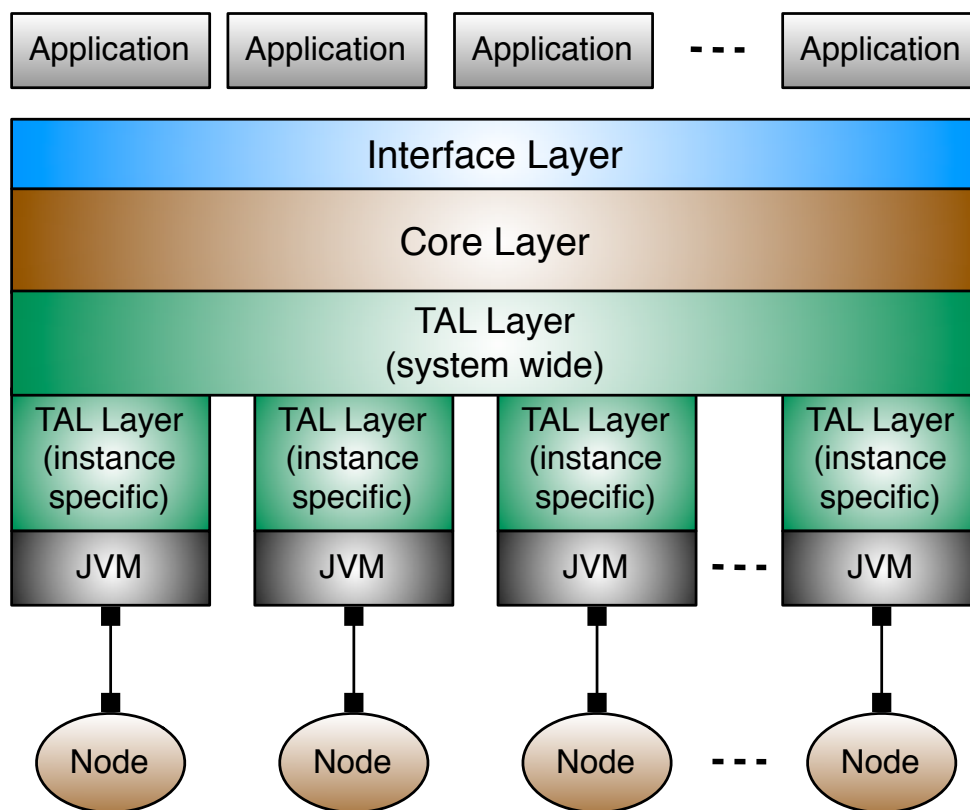 Application Application Application --- Application
Interface Layer
Core Layer
TAL Layer
(system wide)
TAL Layer TAL Layer TAL Layer TAL Layer
(instance (instance (instance (instance
specific) specific) specific) specific)
JVM JVM JVM --- JVM
Node Node Node --- Node